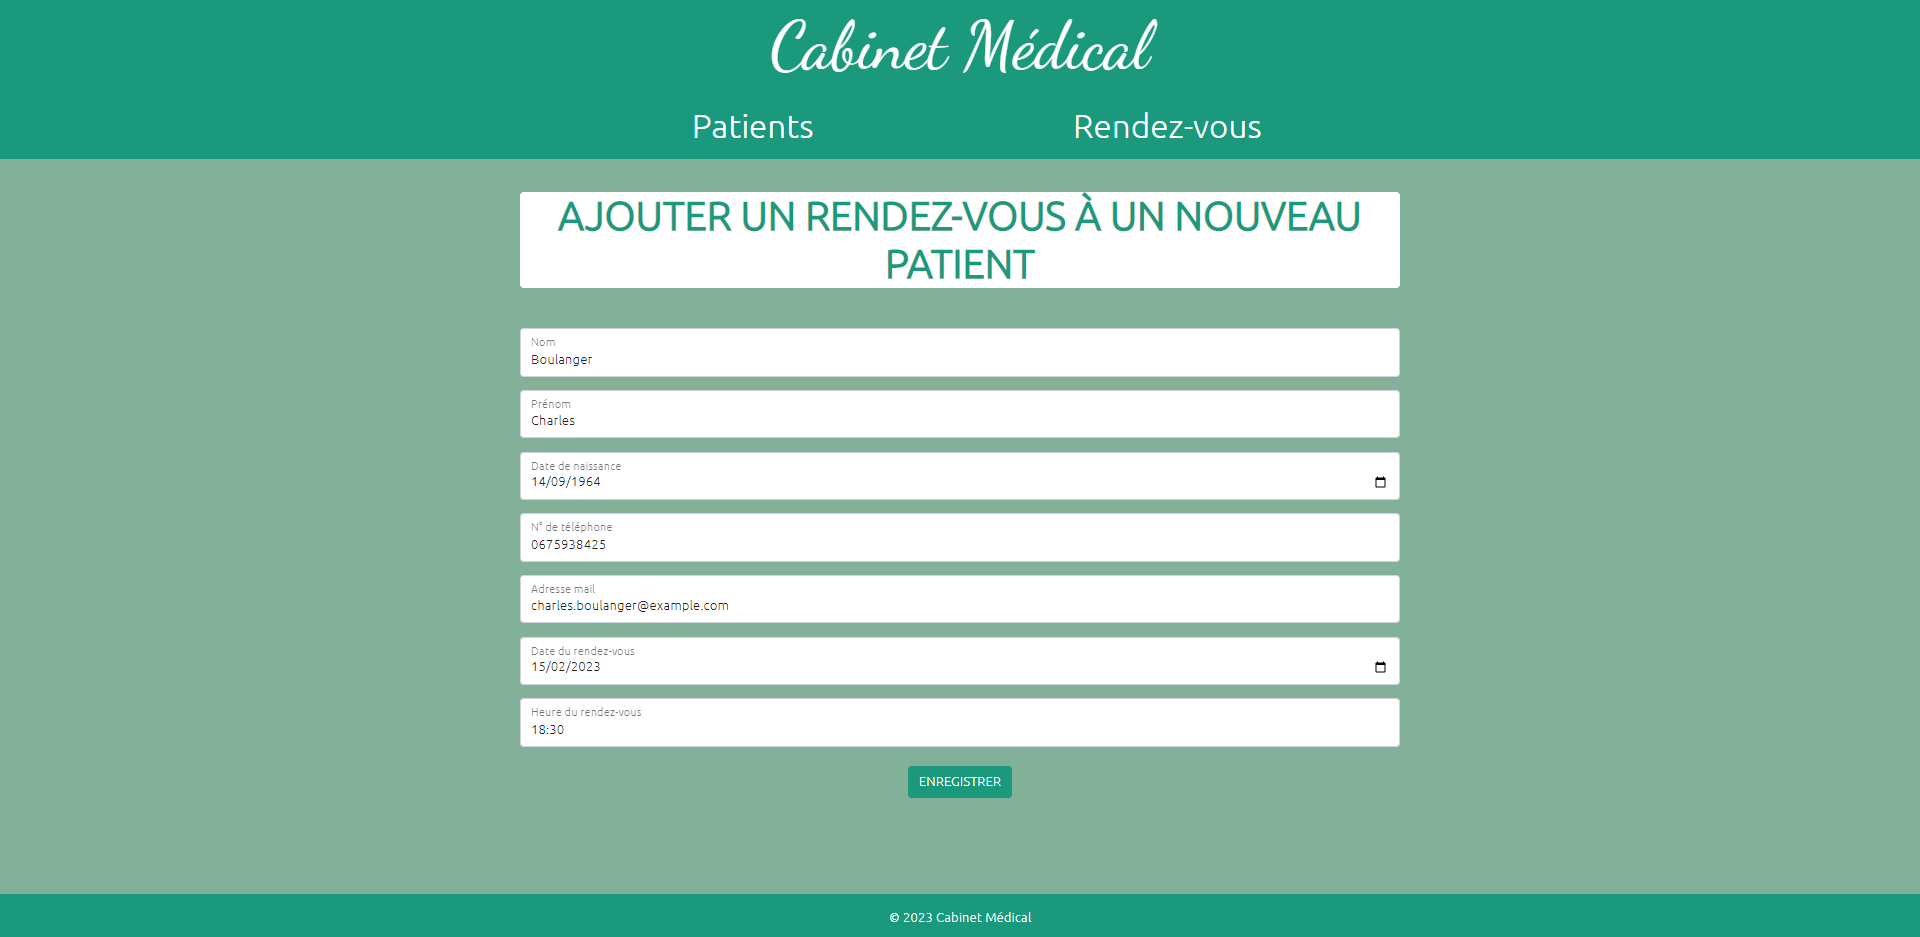 Cabinet Médical
Patients
Rendez-vous
AJOUTER UN RENDEZ-VOUS À UN NOUVEAU
PATIENT
Nom
Boulanger
Prénom
Charles
Date de naissance
14/09/1964
N° de téléphone
0675938425
Adresse mail
charles.boulanger@example.com
Date du rendez-vous
15/02/2023
Heure du rendez-vous
18:30
ENREGISTRER
© 2023 Cabinet Médical